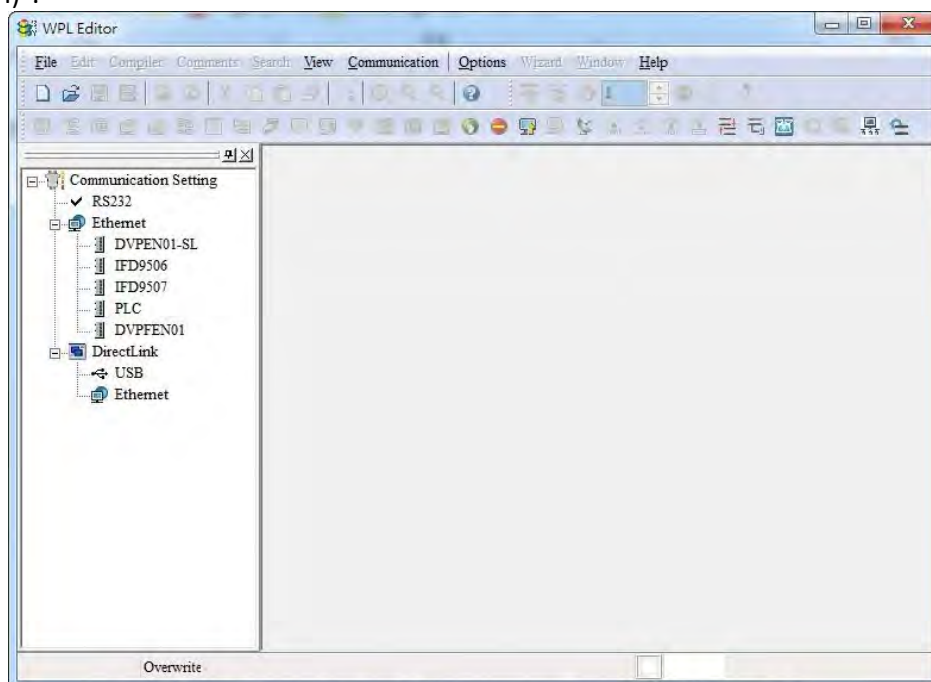 WPL Editor
File Edit Compiler Comments Search View Communication Options Wizard Window Help
1
Communication Setting
RS232
Ethernet
DVPEN01-SL
IFD9506
IFD9507
PLC
DVPFEN01
DirectLink
USB
Ethernet
Overwrite